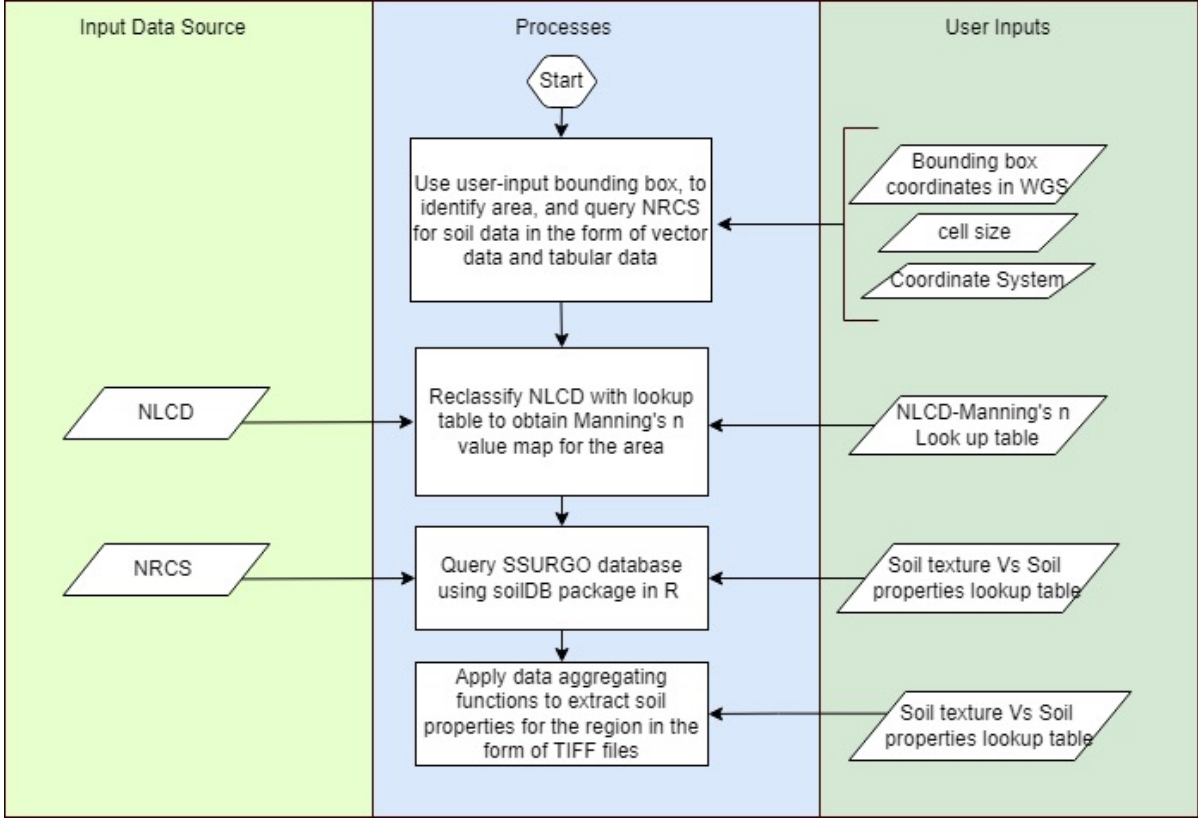 Input Data Source
Processes
User Inputs
Start
Use user-input bounding box, to
identify area, and query NRCS
for soil data in the form of vector
data and tabular data
Bounding box
coordinates in WGS
cell size
Coordinate System
NLCD
Reclassify NLCD with lookup
table to obtain Manning's n
value map for the area
NLCD-Manning's n
Look up table
NRCS
Query SSURGO database
using soilDB package in R
Soil texture Vs Soil
properties lookup table
Apply data aggregating
functions to extract soil
properties for the region in the
form of TIFF files
Soil texture Vs Soil
properties lookup table